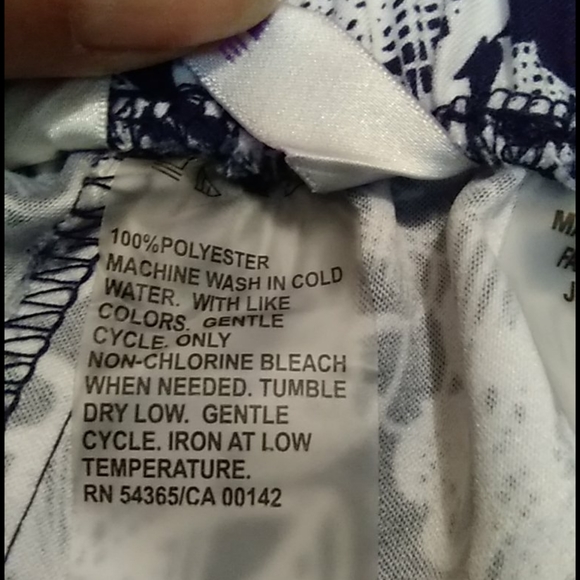 100%POLYESTER
MACHINE WASH IN COLD
WATER. WITH LIKE
COLORS. GENTLE
CYCLE. ONLY
NON-CHLORINE BLEACH
WHEN NEEDED. TUMBLE
DRY LOW. GENTLE
CYCLE. IRON AT LOW
TEMPERATURE.
RN 54365/CA 00142